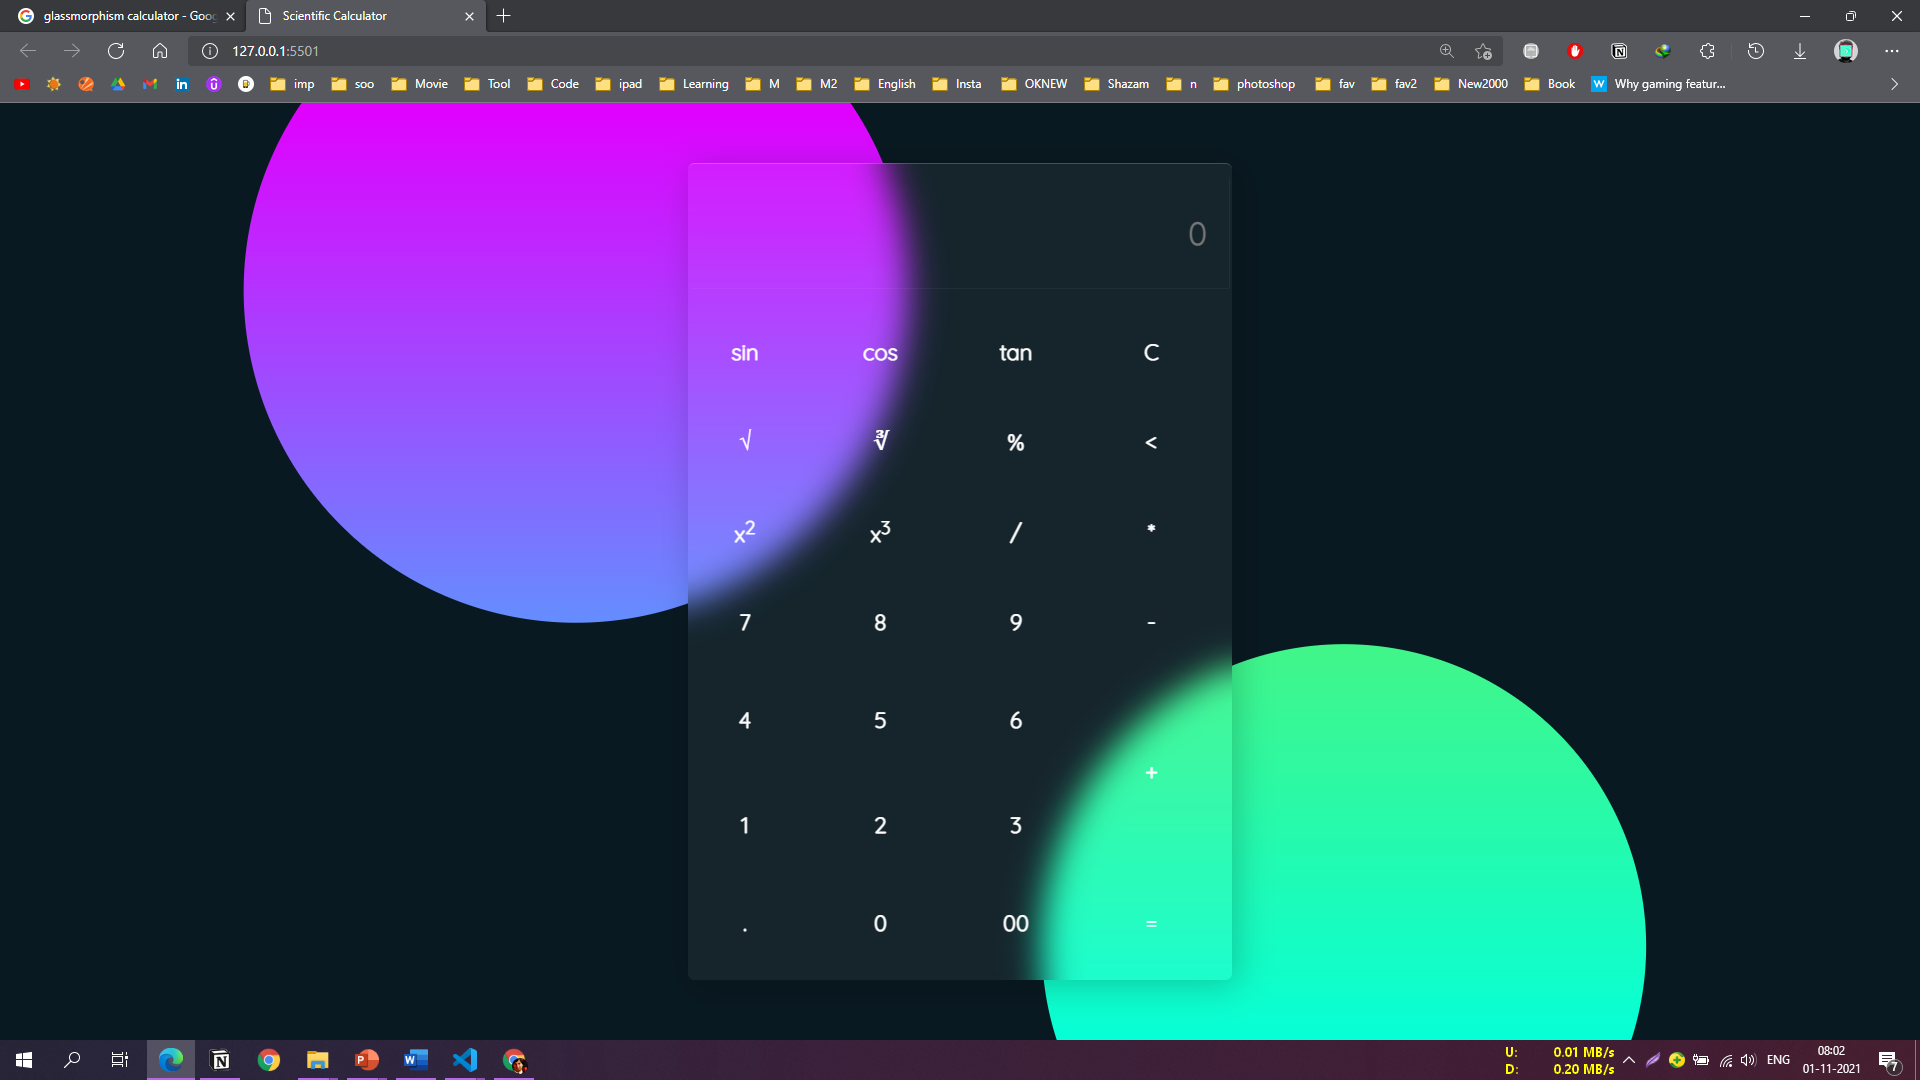 glassmorphism calculator - Goo
Scientific Calculator
127.0.0.1:5501
imp soo Movie Tool Code ipad Learning M M2 English Insta OKNEW Shazam n photoshop fav fav2 New2000 Book Why gaming featur...
0
sin cos tan C
√ ∛ % <
x² x³ / *
7 8 9 -
4 5 6
+
1 2 3
. 0 00 =
U: 0.01 MB/s
D: 0.20 MB/s
ENG
08:02
01-11-2021
7